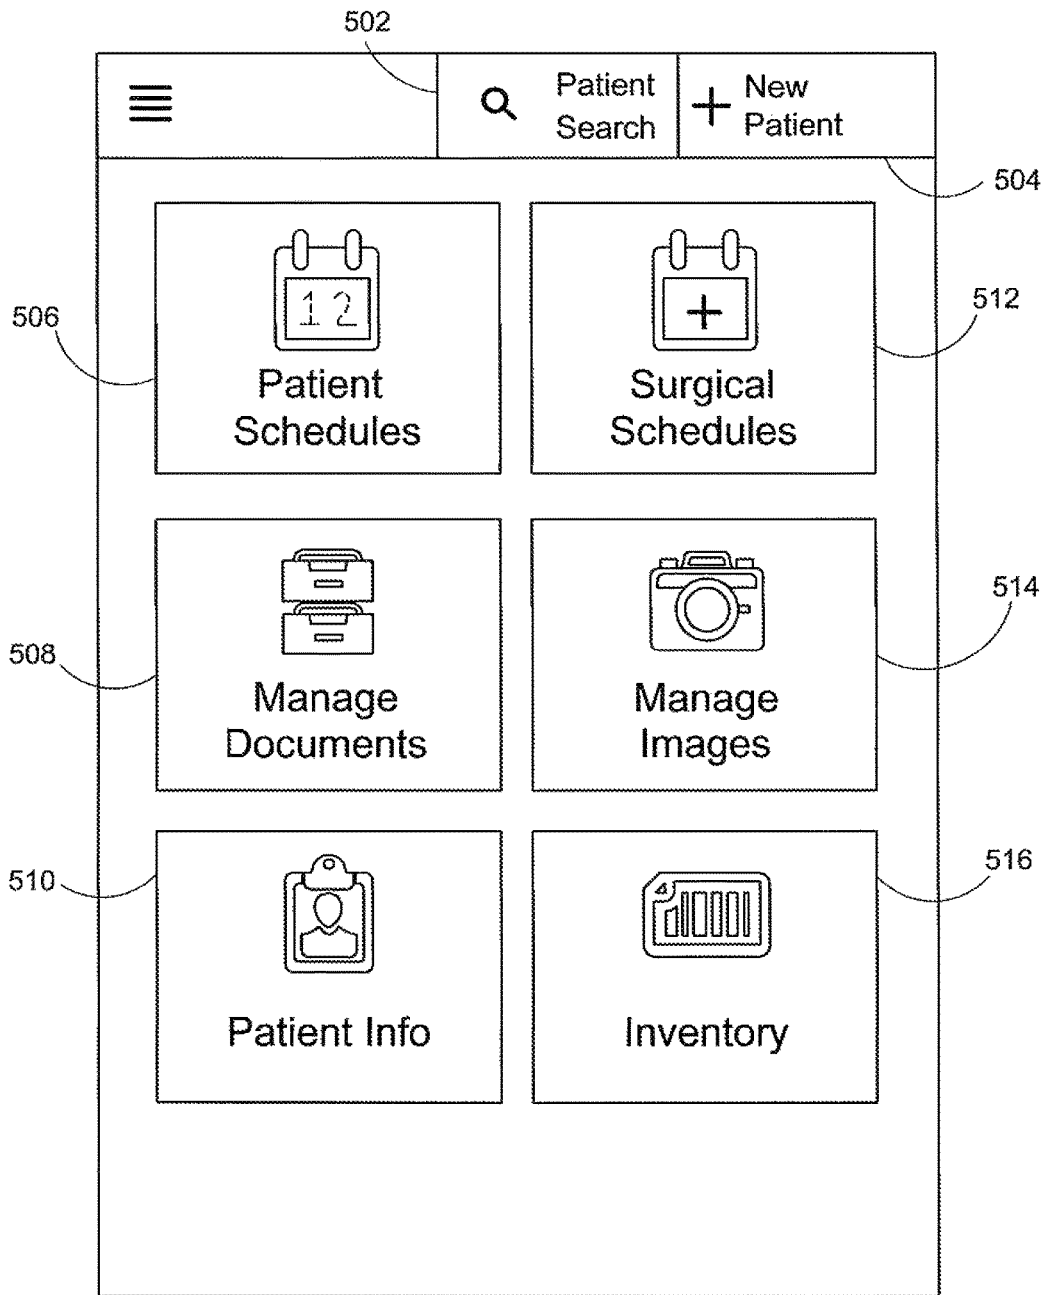 502
Patient
Search
New
Patient
504
506
12
Patient
Schedules
512
Surgical
Schedules
508
Manage
Documents
514
Manage
Images
510
Patient Info
516
Inventory